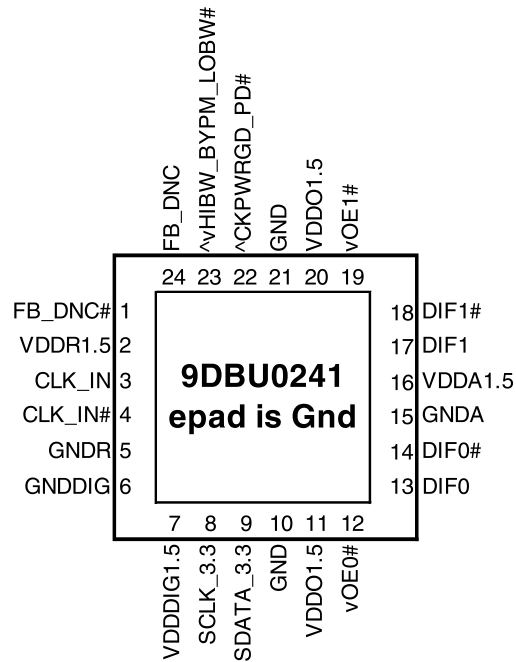 FB_DNC
^vHIBW_BYPM_LOBW#
^CKPWRGD_PD#
GND
VDDO1.5
vOE1#
24 23 22 21 20 19
FB_DNC# 1
VDDR1.5 2
CLK_IN 3
CLK_IN# 4
GNDR 5
GNDDIG 6
9DBU0241
epad is Gnd
18 DIF1#
17 DIF1
16 VDDA1.5
15 GNDA
14 DIF0#
13 DIF0
7 8 9 10 11 12
VDDDIG1.5
SCLK_3.3
SDATA_3.3
GND
VDDO1.5
vOE0#